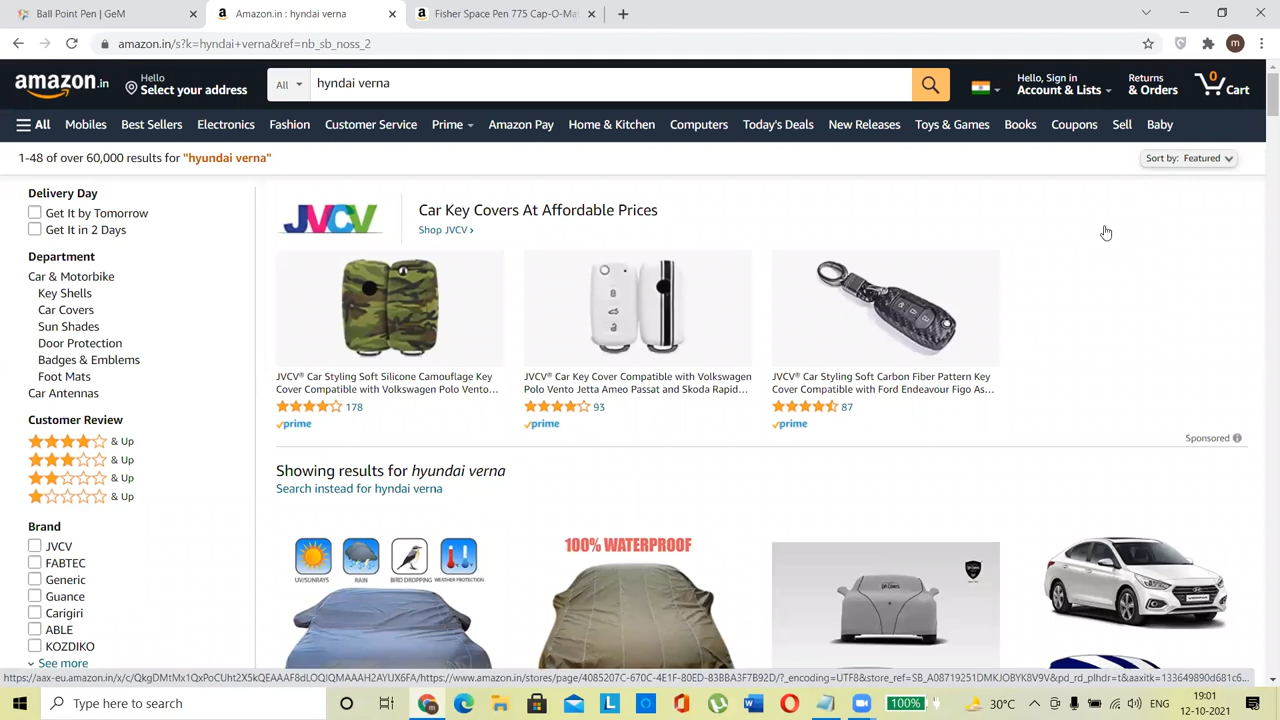 Ball Point Pen | GeM
Amazon.in : hyndai verna
Fisher Space Pen 775 Cap-O-Ma
amazon.in/s?k=hyndai+verna&ref=nb_sb_noss_2
m
amazon.in
Hello
Select your address
All
hyndai verna
Hello, Sign in
Account & Lists
Returns
& Orders
0
Cart
All
Mobiles
Best Sellers
Electronics
Fashion
Customer Service
Prime
Amazon Pay
Home & Kitchen
Computers
Today's Deals
New Releases
Toys & Games
Books
Coupons
Sell
Baby
1-48 of over 60,000 results for "hyundai verna"
Sort by: Featured
Delivery Day
Get It by Tomorrow
Get It in 2 Days
Department
Car & Motorbike
Key Shells
Car Covers
Sun Shades
Door Protection
Badges & Emblems
Foot Mats
Car Antennas
Customer Review
& Up
& Up
& Up
& Up
Brand
JVCV
FABTEC
Generic
Guance
Carigiri
ABLE
KOZDIKO
See more
JVCV
Car Key Covers At Affordable Prices
Shop JVCV ›
JVCV® Car Styling Soft Silicone Camouflage Key
Cover Compatible with Volkswagen Polo Vento...
178
prime
JVCV® Car Key Cover Compatible with Volkswagen
Polo Vento Jetta Ameo Passat and Skoda Rapid...
93
prime
JVCV® Car Styling Soft Carbon Fiber Pattern Key
Cover Compatible with Ford Endeavour Figo As...
87
prime
Sponsored
Showing results for hyundai verna
Search instead for hyndai verna
UV/SUNRAYS
RAIN
BIRD DROPPING
WEATHER PROTECTION
100% WATERPROOF
Type here to search
100%
30°C
ENG
19:01
12-10-2021